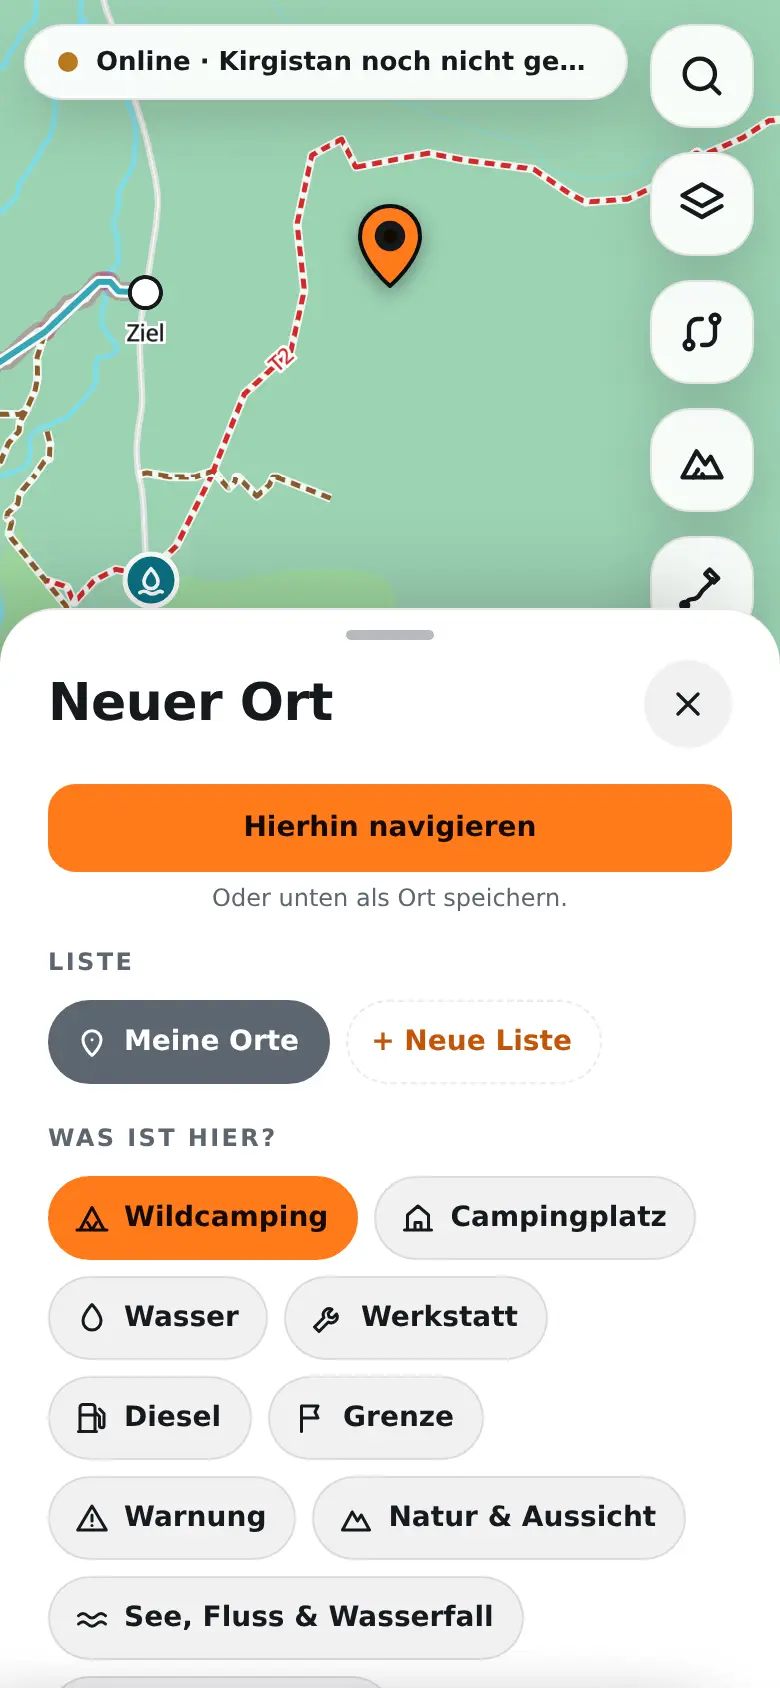 Online · Kirgistan noch nicht ge...
Ziel
T2
Neuer Ort
Hierhin navigieren
Oder unten als Ort speichern.
LISTE
Meine Orte
+ Neue Liste
WAS IST HIER?
Wildcamping
Campingplatz
Wasser
Werkstatt
Diesel
Grenze
Warnung
Natur & Aussicht
See, Fluss & Wasserfall